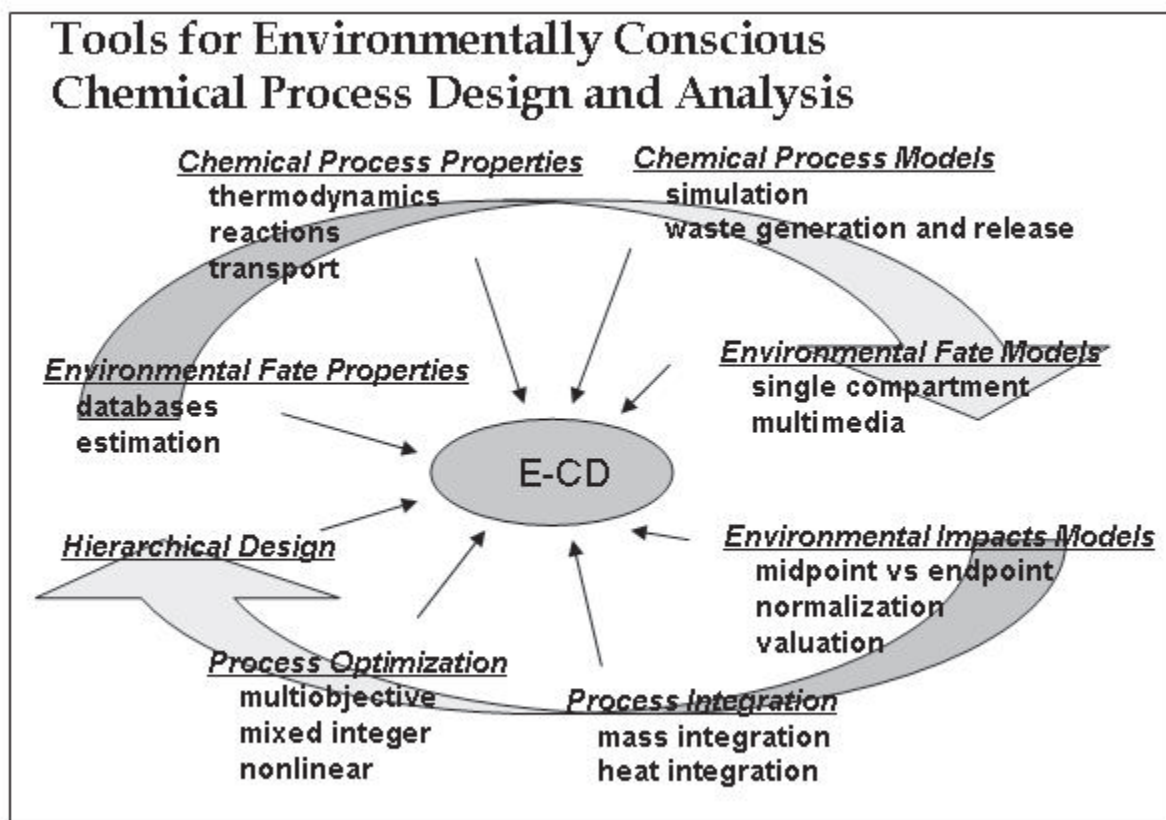 Tools for Environmentally Conscious
Chemical Process Design and Analysis
Chemical Process Properties
thermodynamics
reactions
transport
Chemical Process Models
simulation
waste generation and release
Environmental Fate Properties
databases
estimation
Environmental Fate Models
single compartment
multimedia
E-CD
Hierarchical Design
Environmental Impacts Models
midpoint vs endpoint
normalization
valuation
Process Optimization
multiobjective
mixed integer
nonlinear
Process Integration
mass integration
heat integration